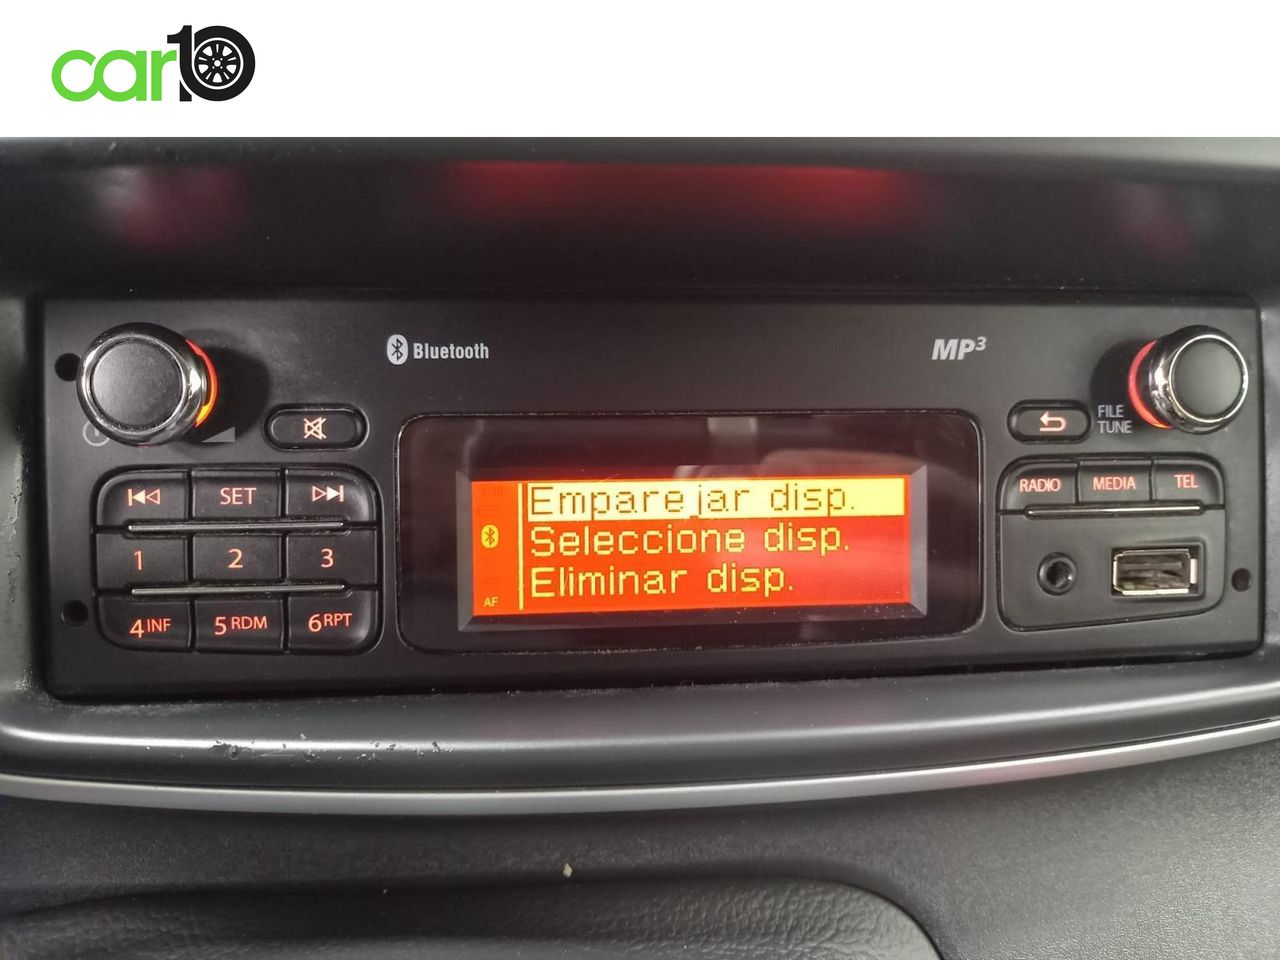 car10
Bluetooth
MP3
FILE
TUNE
SET
RADIO MEDIA TEL
1 2 3
4INF 5RDM 6RPT
Emparejar disp.
Seleccione disp.
Eliminar disp.
AF